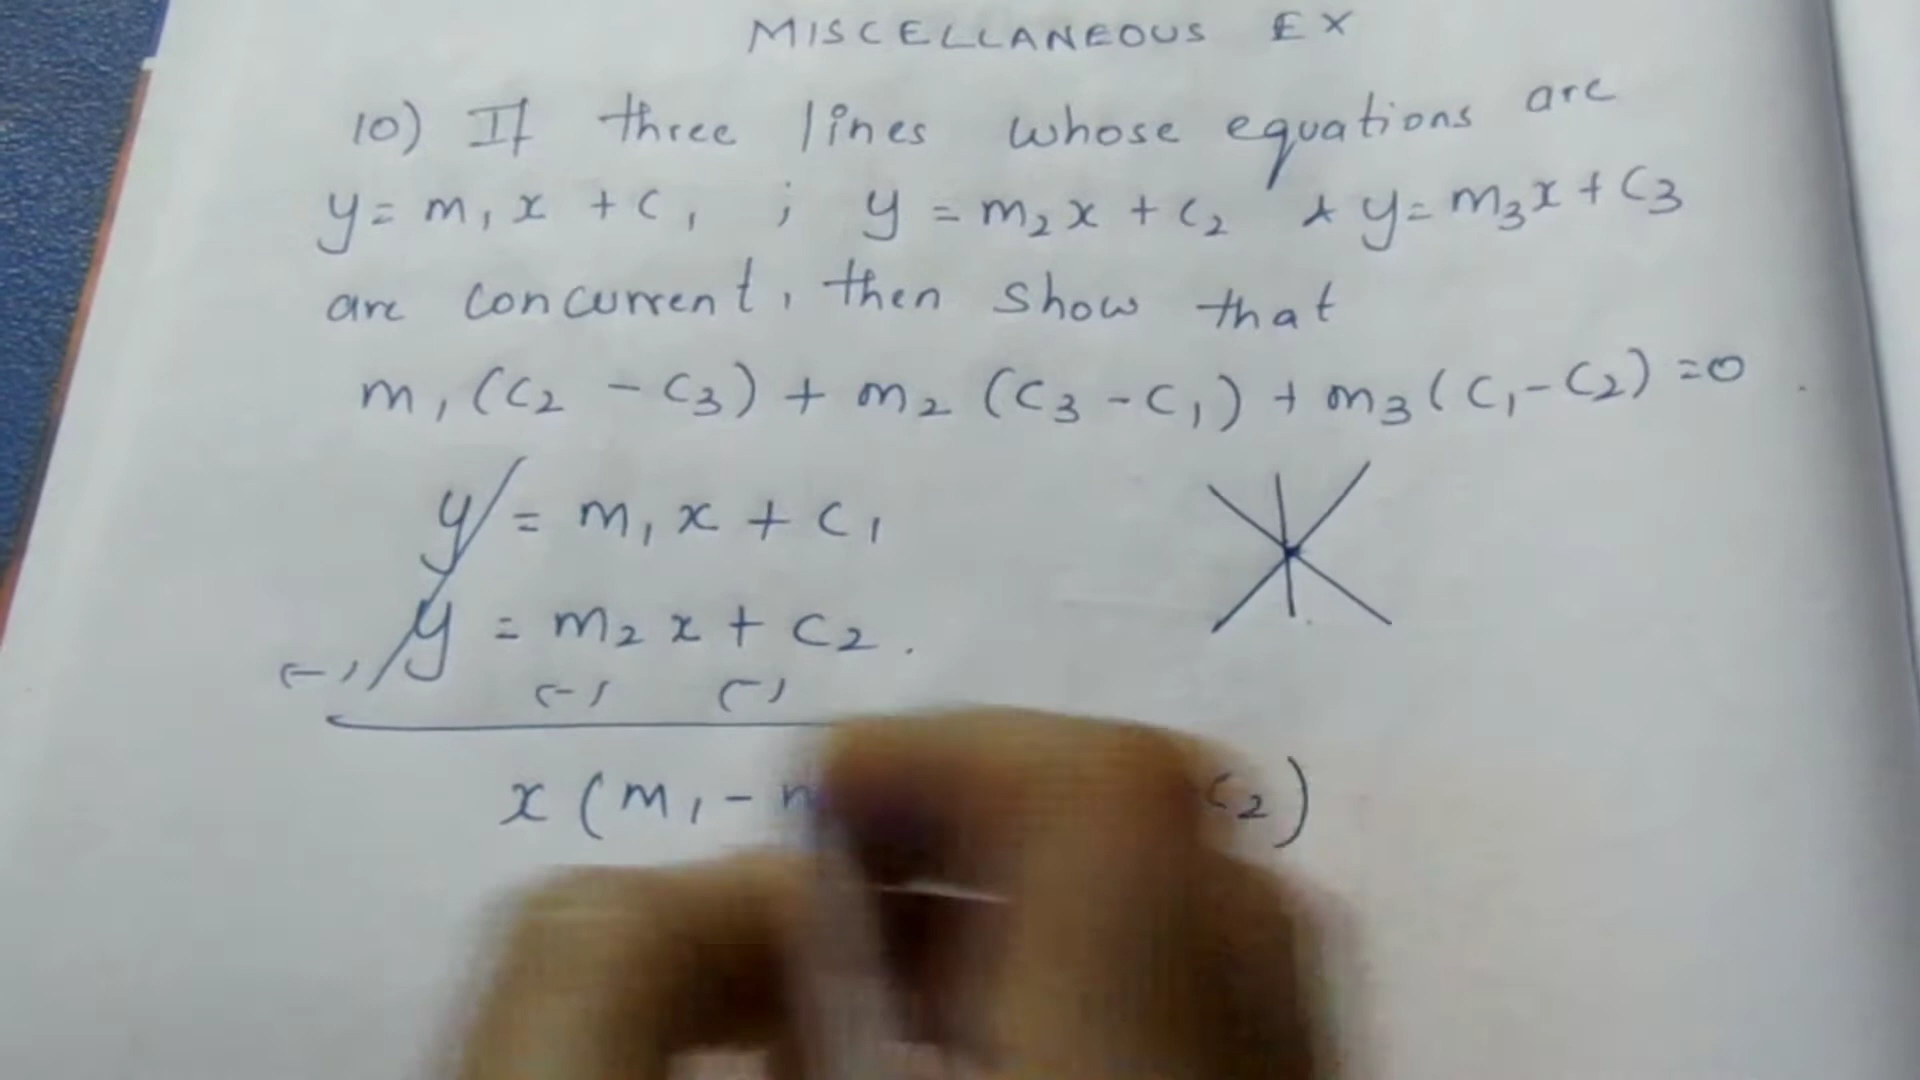 MISCELLANEOUS EX
10) If three lines whose equations are
y = m₁x + c₁ ; y = m₂x + c₂ & y = m₃x + c₃
are concurrent, then show that
m₁(c₂ - c₃) + m₂(c₃ - c₁) + m₃(c₁ - c₂) = 0
y = m₁x + c₁
y = m₂x + c₂.
(-) (-) (-)
x(m₁ - c₂)